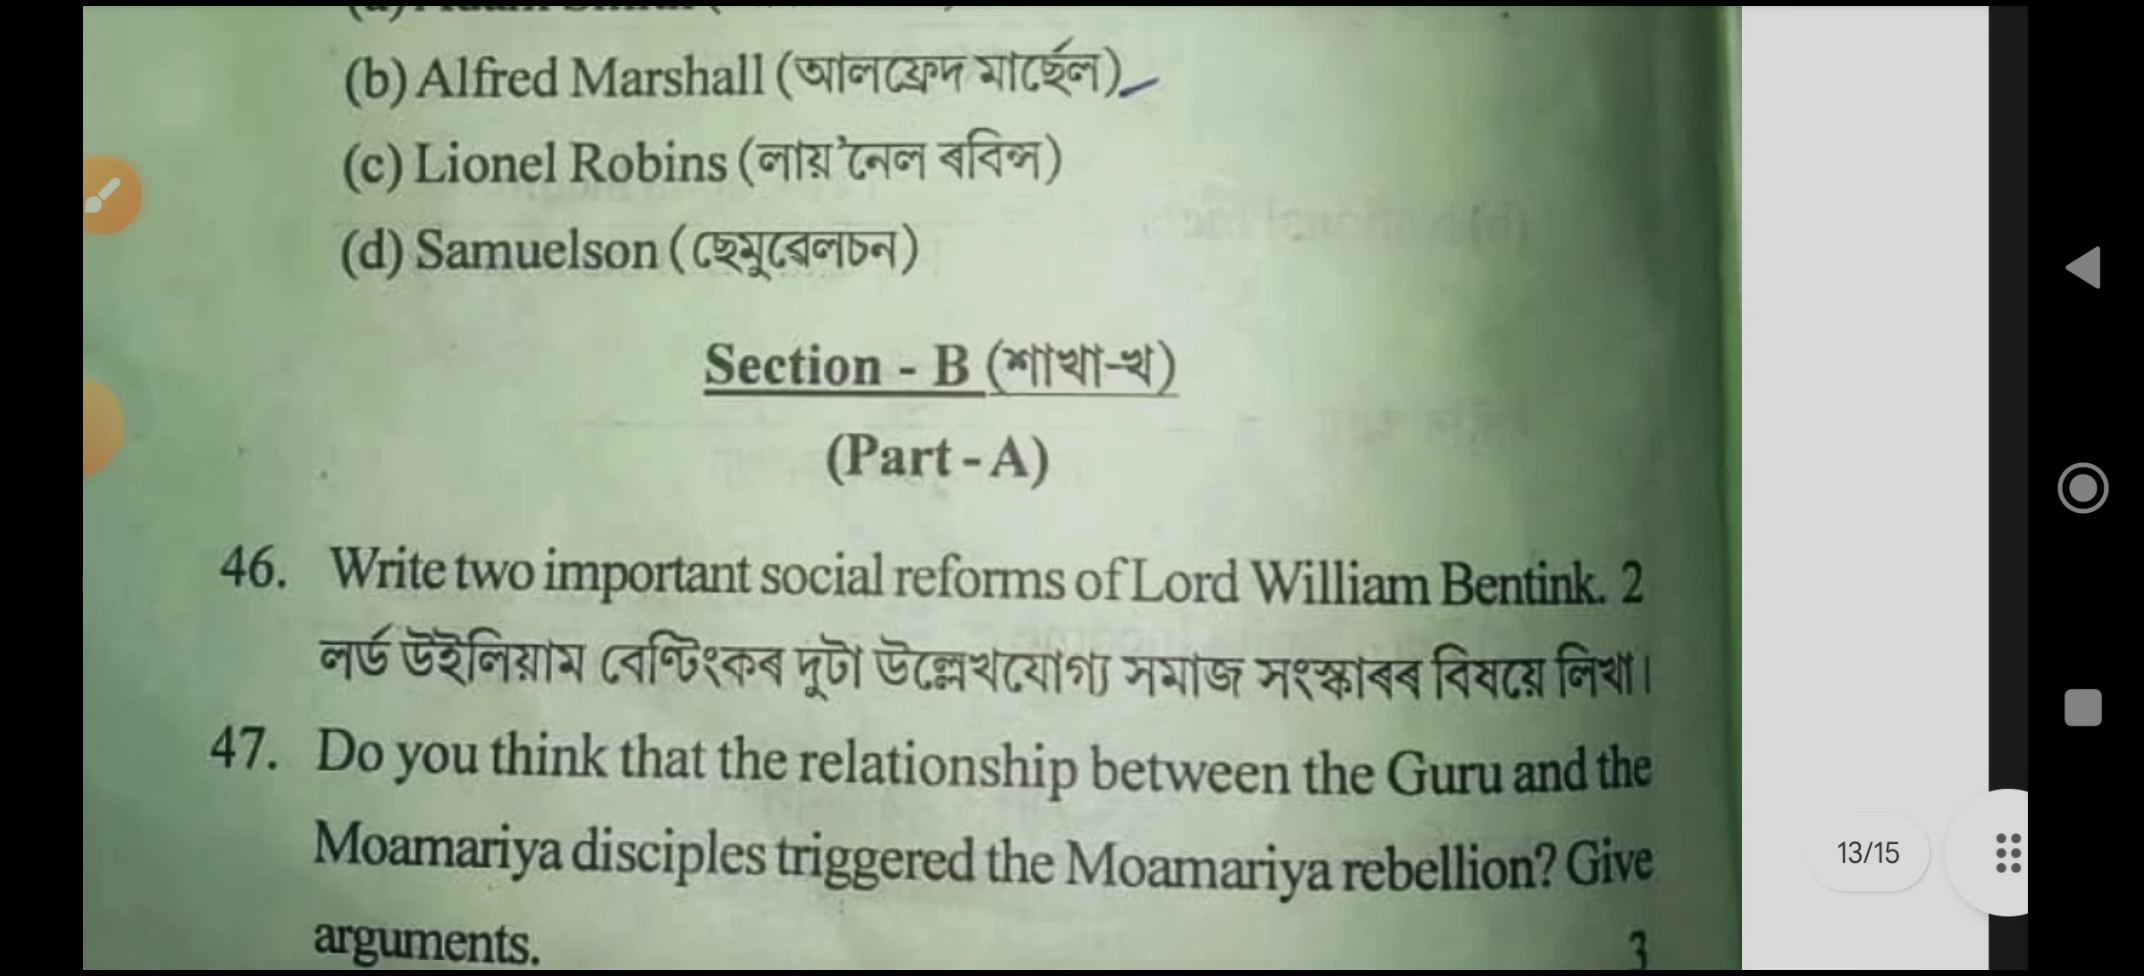 (b) Alfred Marshall (আলফ্রেদ মাৰ্ছেল)
(c) Lionel Robins (লায়'নেল ৰবিন্স)
(d) Samuelson (ছেমুৱেলচন)
Section - B (শাখা-খ)
(Part - A)
46. Write two important social reforms of Lord William Bentink. 2
লৰ্ড উইলিয়াম বেণ্টিংকৰ দুটা উল্লেখযোগ্য সমাজ সংস্কাৰৰ বিষয়ে লিখা।
47. Do you think that the relationship between the Guru and the
Moamariya disciples triggered the Moamariya rebellion? Give
arguments. 3
13/15